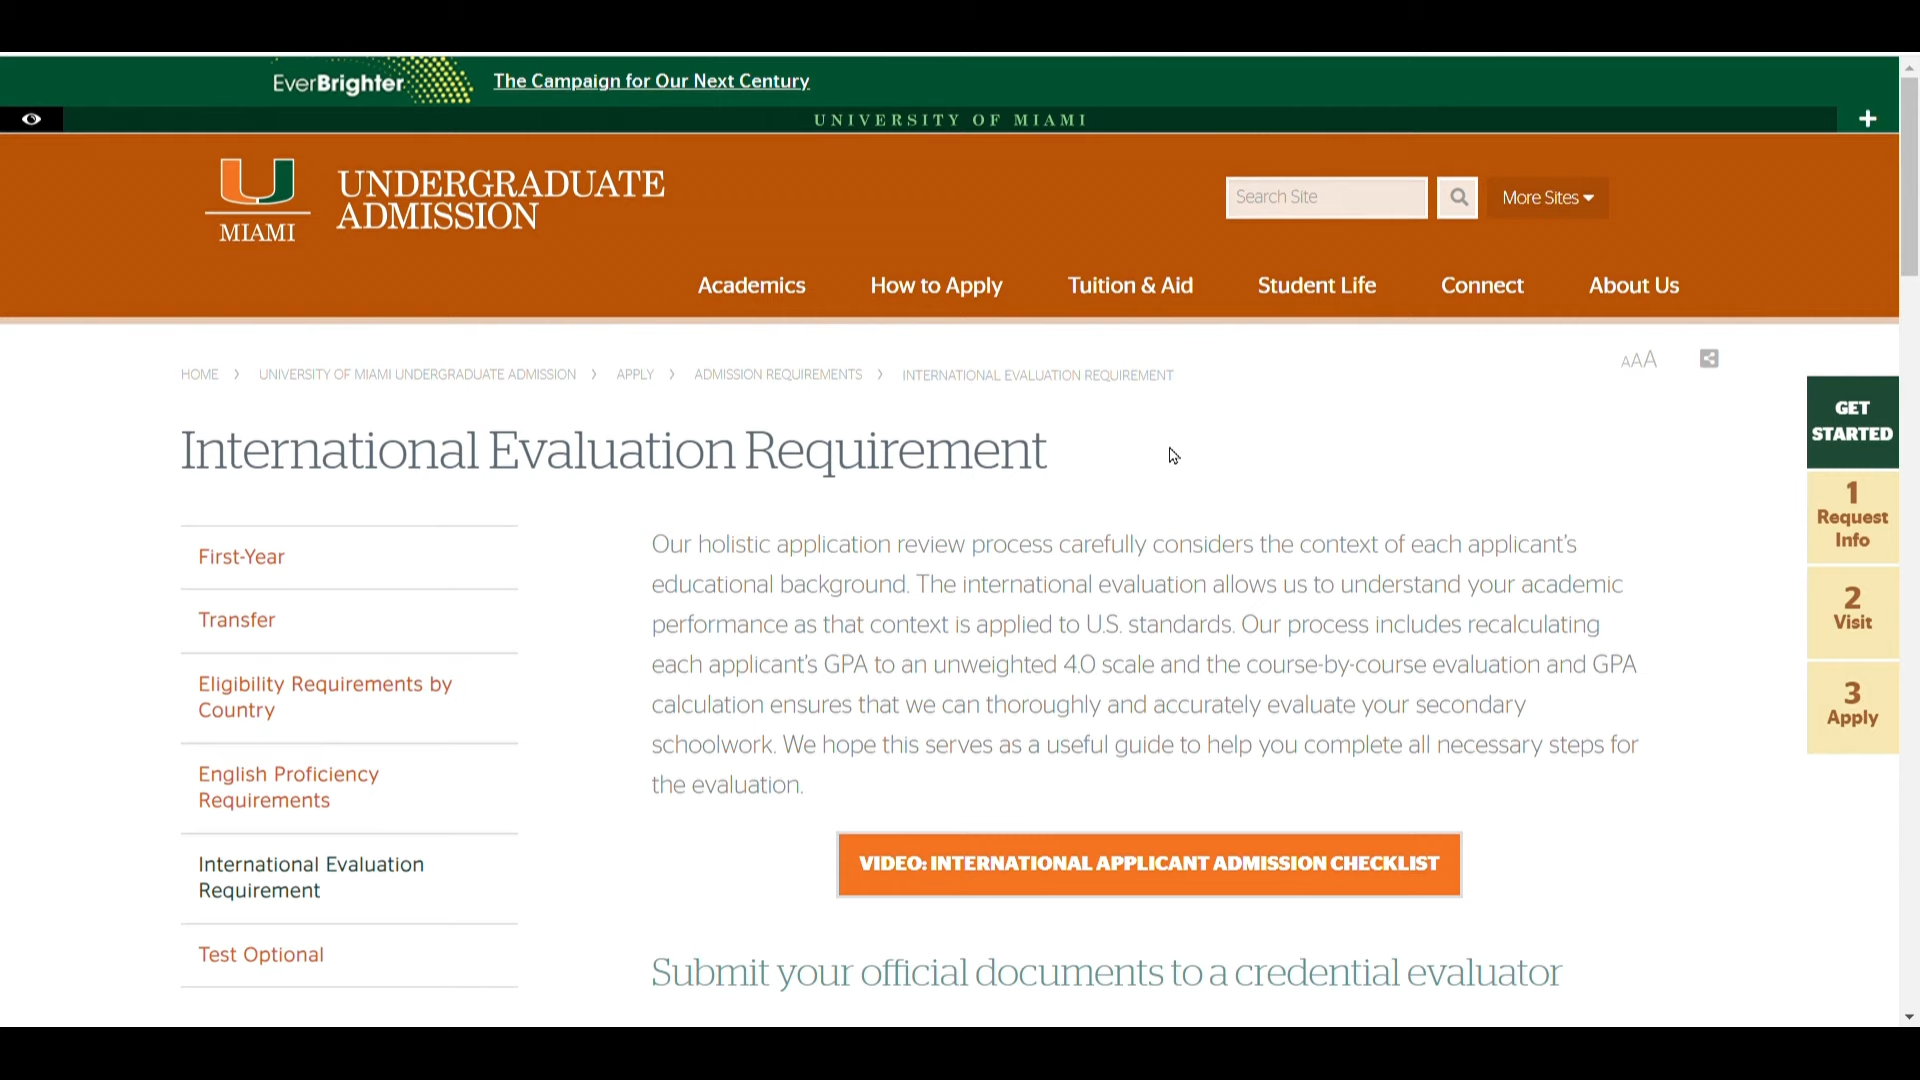 EverBrighter
The Campaign for Our Next Century
UNIVERSITY OF MIAMI
MIAMI
UNDERGRADUATE
ADMISSION
Search Site
More Sites
Academics
How to Apply
Tuition & Aid
Student Life
Connect
About Us
HOME > UNIVERSITY OF MIAMI UNDERGRADUATE ADMISSION > APPLY > ADMISSION REQUIREMENTS > INTERNATIONAL EVALUATION REQUIREMENT
AAA
International Evaluation Requirement
First-Year
Transfer
Eligibility Requirements by
Country
English Proficiency
Requirements
International Evaluation
Requirement
Test Optional
Our holistic application review process carefully considers the context of each applicant's
educational background. The international evaluation allows us to understand your academic
performance as that context is applied to U.S. standards. Our process includes recalculating
each applicant's GPA to an unweighted 4.0 scale and the course-by-course evaluation and GPA
calculation ensures that we can thoroughly and accurately evaluate your secondary
schoolwork. We hope this serves as a useful guide to help you complete all necessary steps for
the evaluation.
VIDEO: INTERNATIONAL APPLICANT ADMISSION CHECKLIST
Submit your official documents to a credential evaluator
GET
STARTED
1
Request
Info
2
Visit
3
Apply